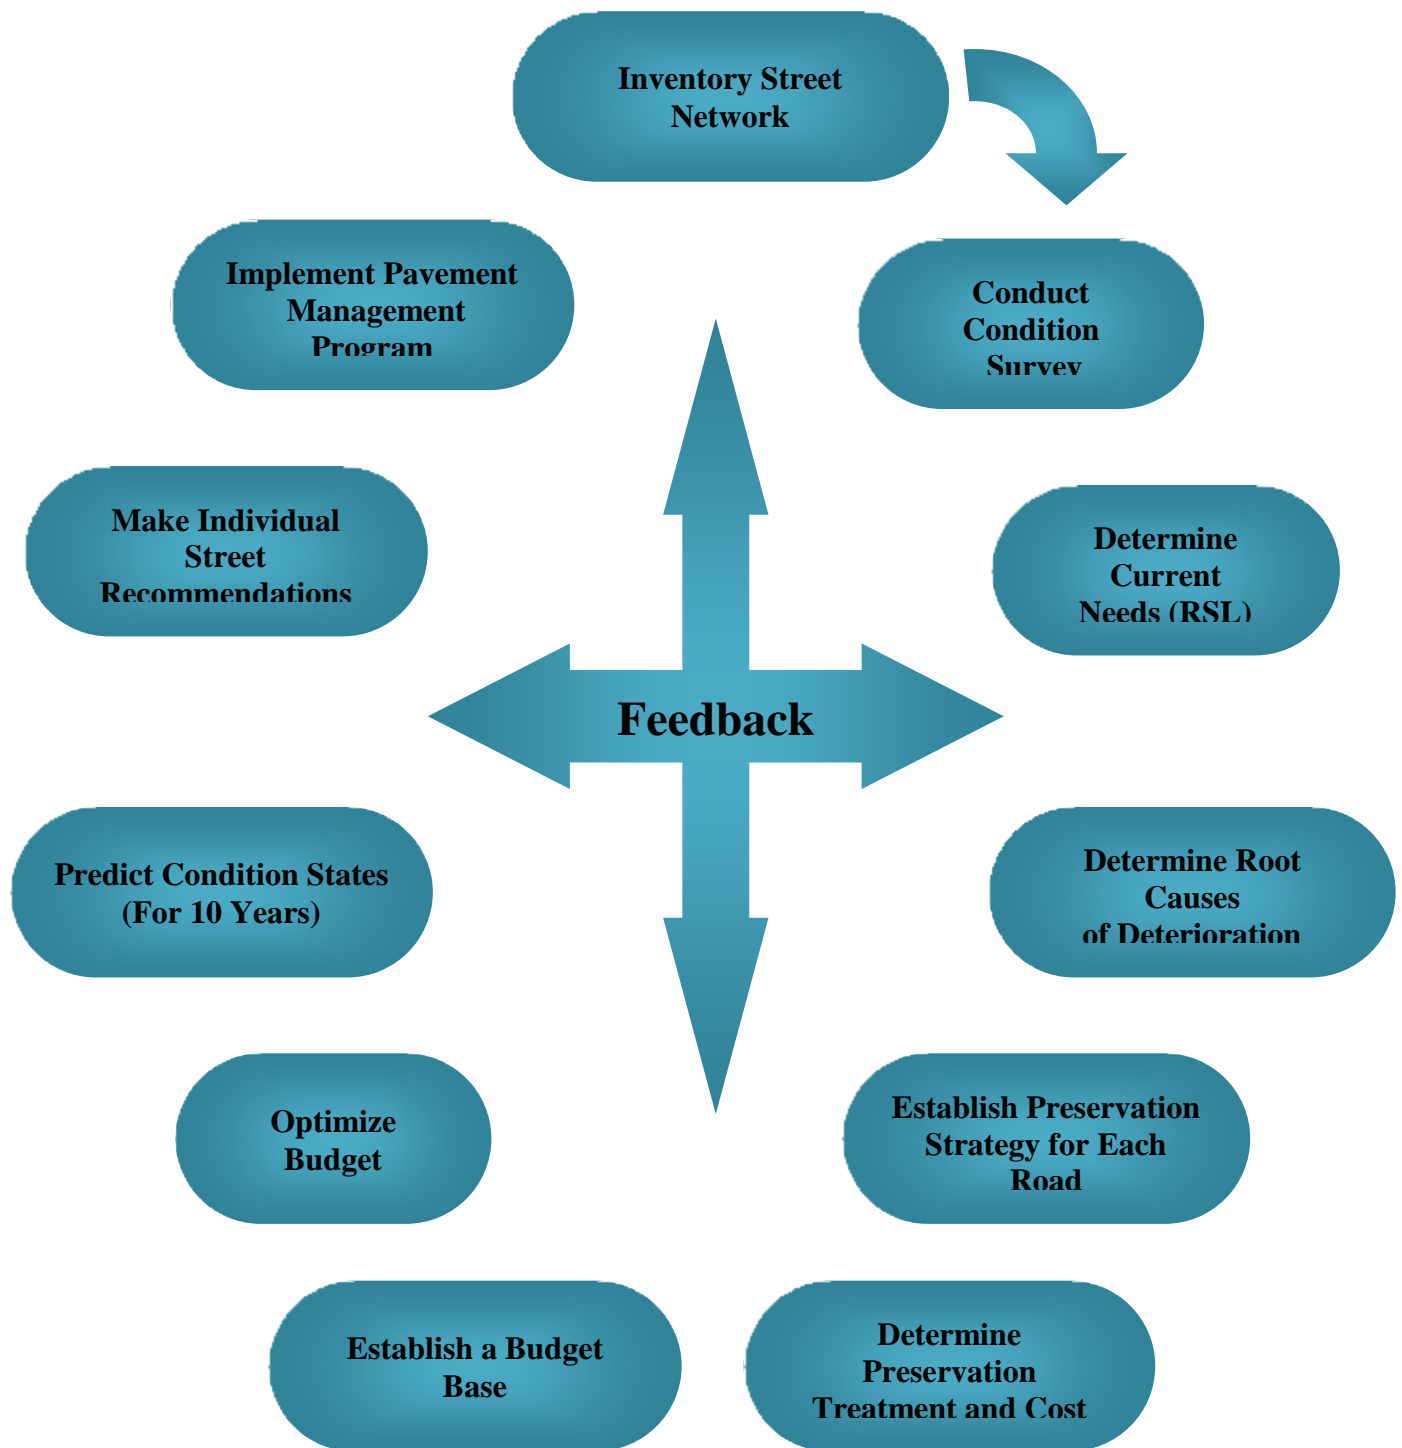 Inventory Street
Network
Conduct
Condition
Survey
Determine
Current
Needs (RSL)
Determine Root
Causes
of Deterioration
Establish Preservation
Strategy for Each
Road
Determine
Preservation
Treatment and Cost
Establish a Budget
Base
Optimize
Budget
Predict Condition States
(For 10 Years)
Make Individual
Street
Recommendations
Implement Pavement
Management
Program
Feedback